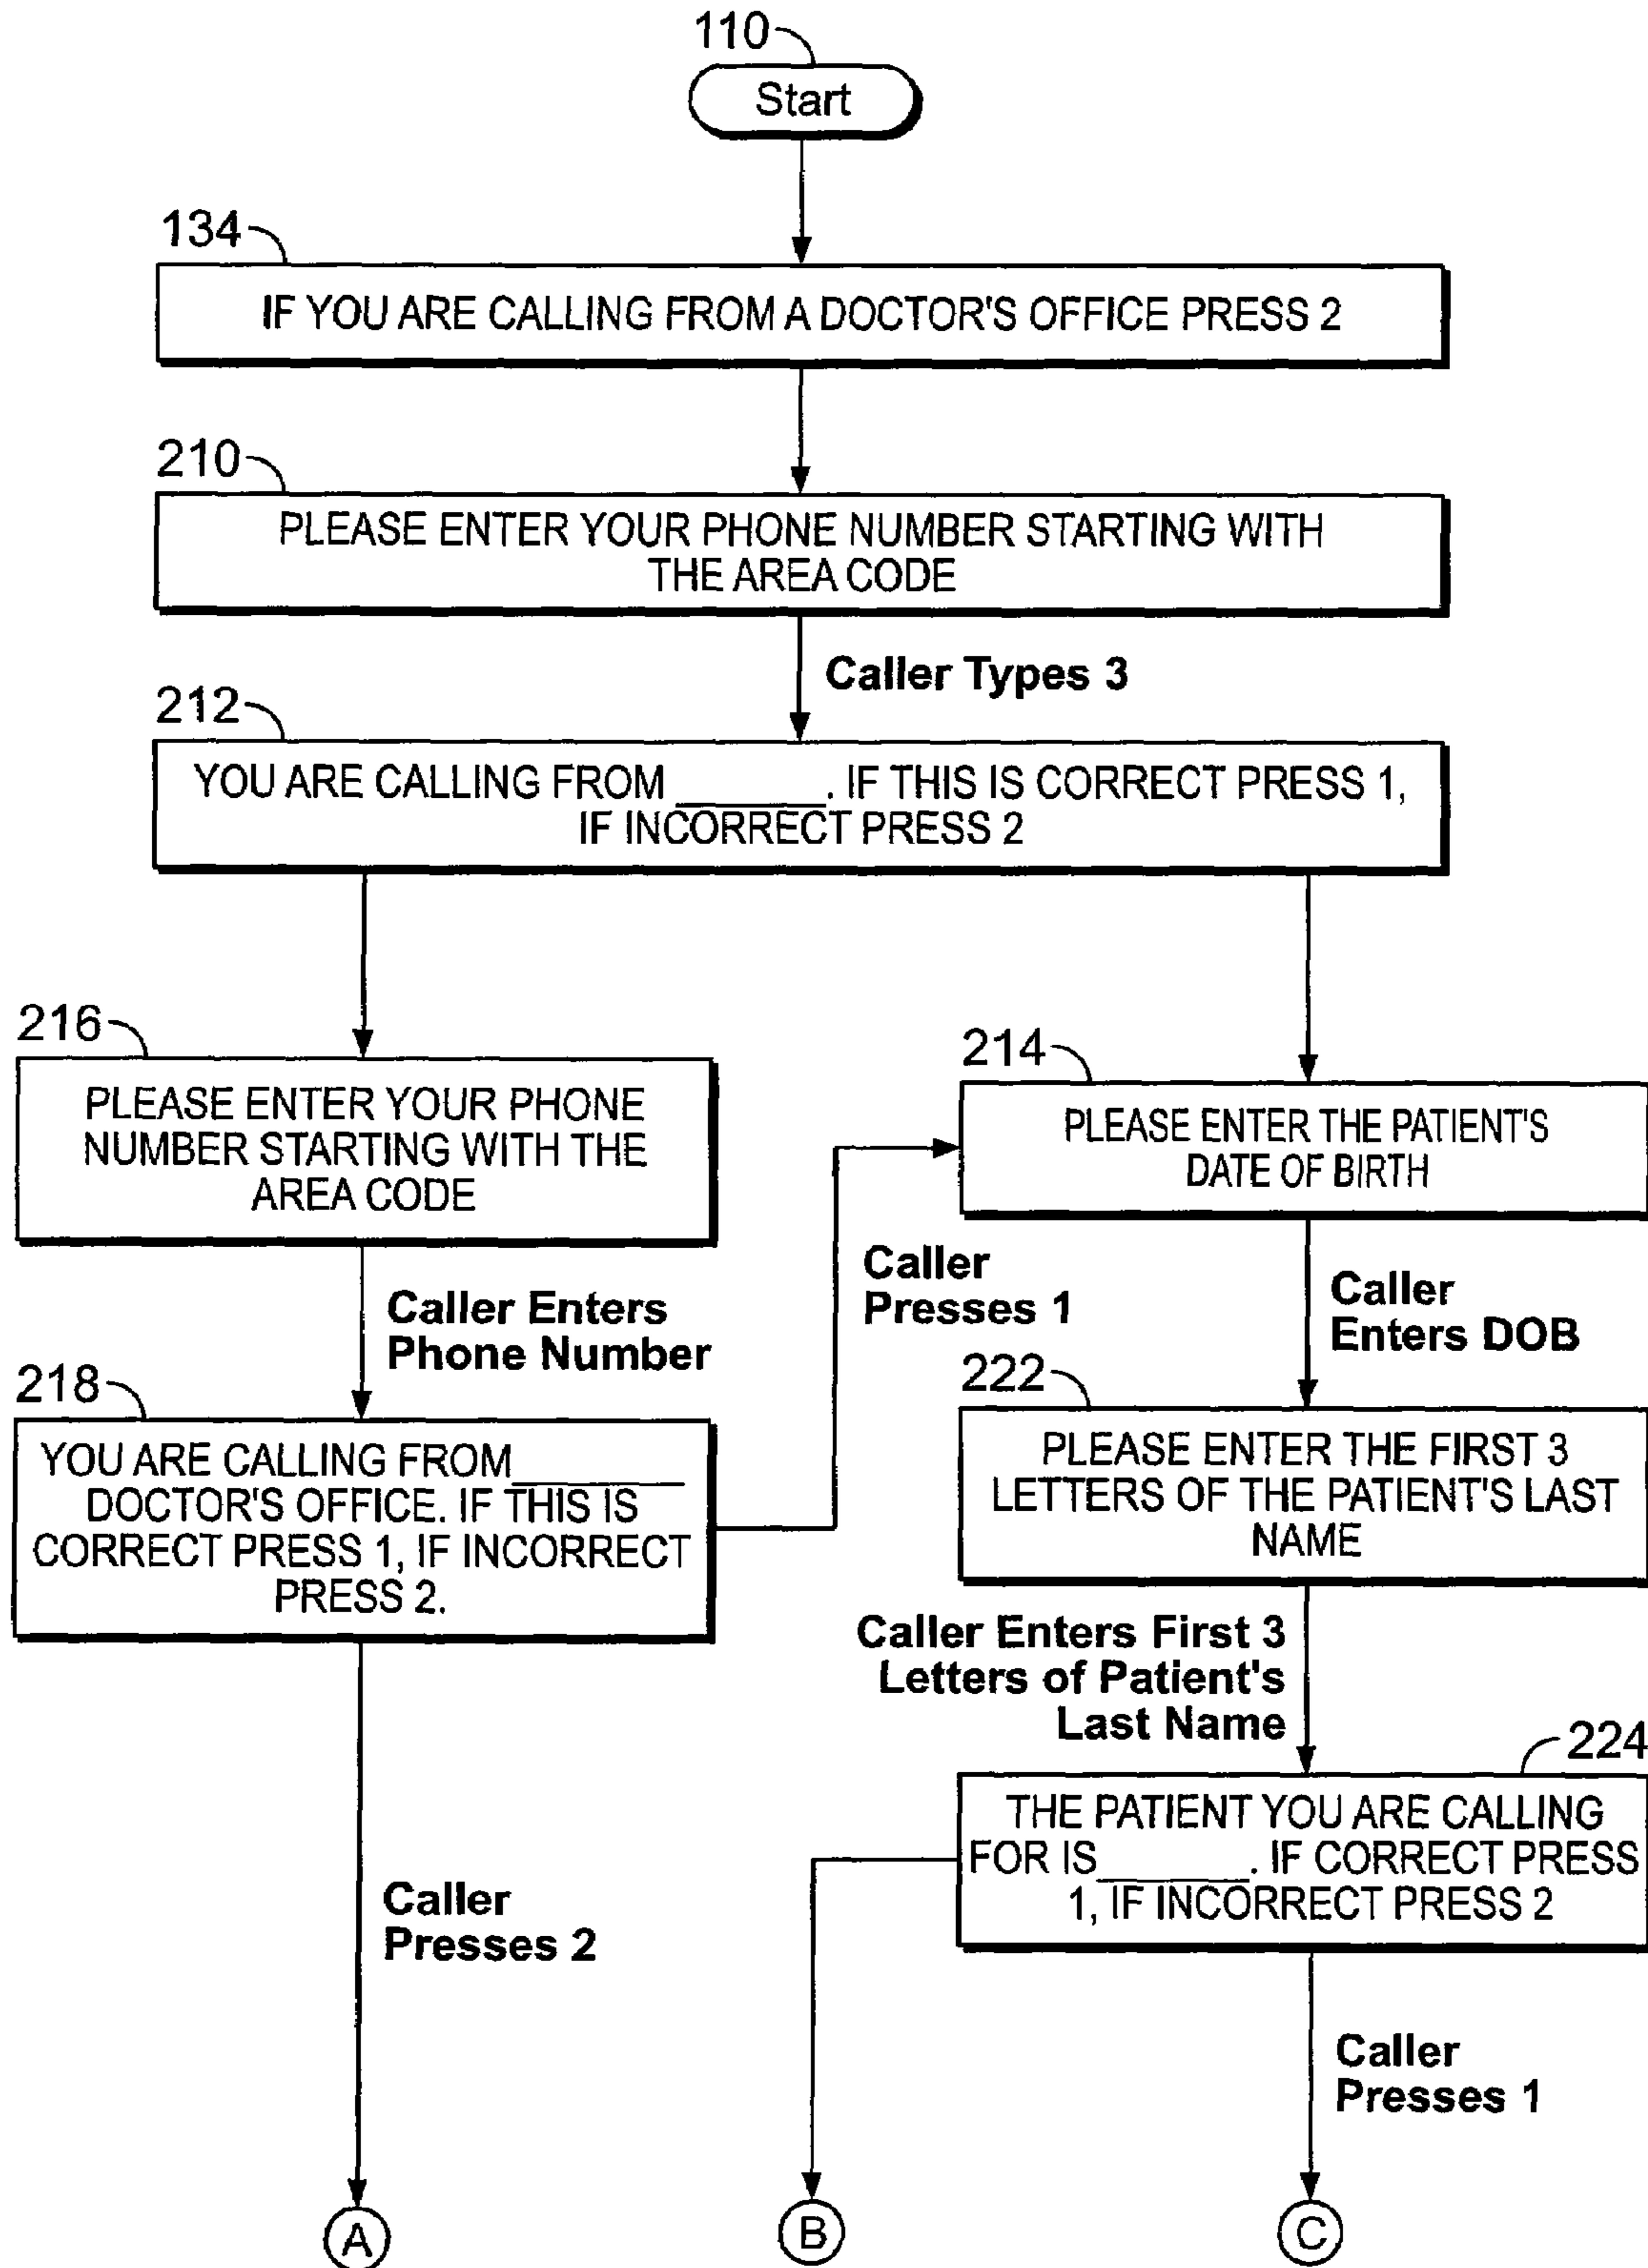 110
Start
134
IF YOU ARE CALLING FROM A DOCTOR'S OFFICE PRESS 2
210
PLEASE ENTER YOUR PHONE NUMBER STARTING WITH
THE AREA CODE
Caller Types 3
212
YOU ARE CALLING FROM ______. IF THIS IS CORRECT PRESS 1,
IF INCORRECT PRESS 2
216
PLEASE ENTER YOUR PHONE
NUMBER STARTING WITH THE
AREA CODE
214
PLEASE ENTER THE PATIENT'S
DATE OF BIRTH
Caller Enters
Phone Number
Caller
Presses 1
Caller
Enters DOB
218
YOU ARE CALLING FROM_______
DOCTOR'S OFFICE. IF THIS IS
CORRECT PRESS 1, IF INCORRECT
PRESS 2.
222
PLEASE ENTER THE FIRST 3
LETTERS OF THE PATIENT'S LAST
NAME
Caller Enters First 3
Letters of Patient's
Last Name
224
THE PATIENT YOU ARE CALLING
FOR IS______. IF CORRECT PRESS
1, IF INCORRECT PRESS 2
Caller
Presses 2
Caller
Presses 1
A
B
C